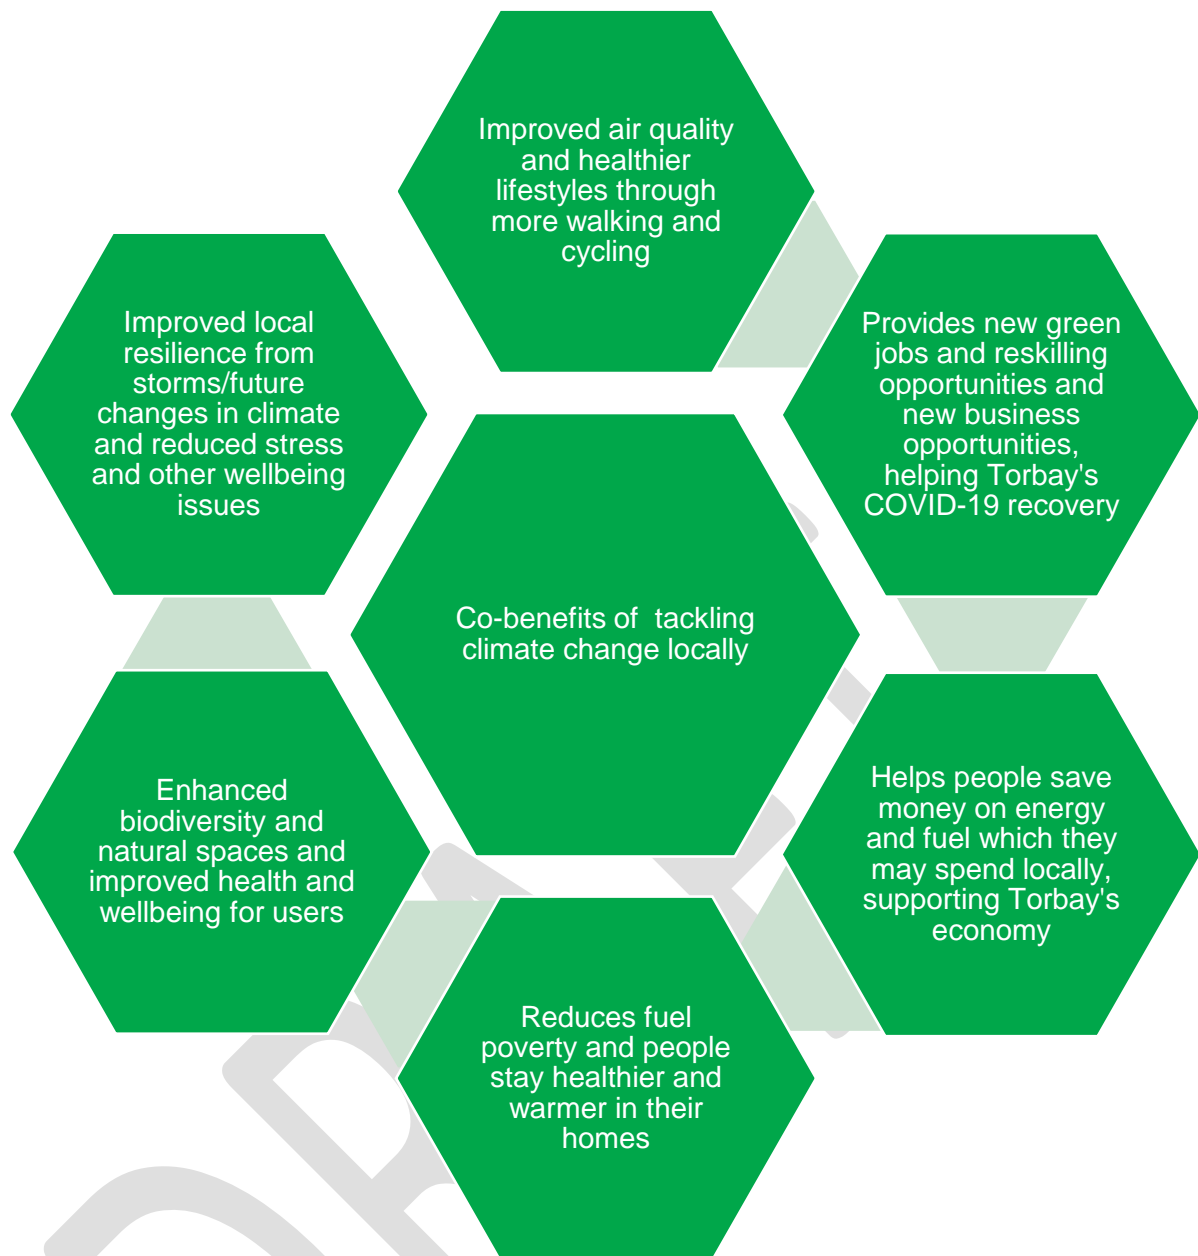 Improved air quality
and healthier
lifestyles through
more walking and
cycling
Provides new green
jobs and reskilling
opportunities and
new business
opportunities,
helping Torbay's
COVID-19 recovery
Helps people save
money on energy
and fuel which they
may spend locally,
supporting Torbay's
economy
Reduces fuel
poverty and people
stay healthier and
warmer in their
homes
Enhanced
biodiversity and
natural spaces and
improved health and
wellbeing for users
Improved local
resilience from
storms/future
changes in climate
and reduced stress
and other wellbeing
issues
Co-benefits of  tackling
climate change locally